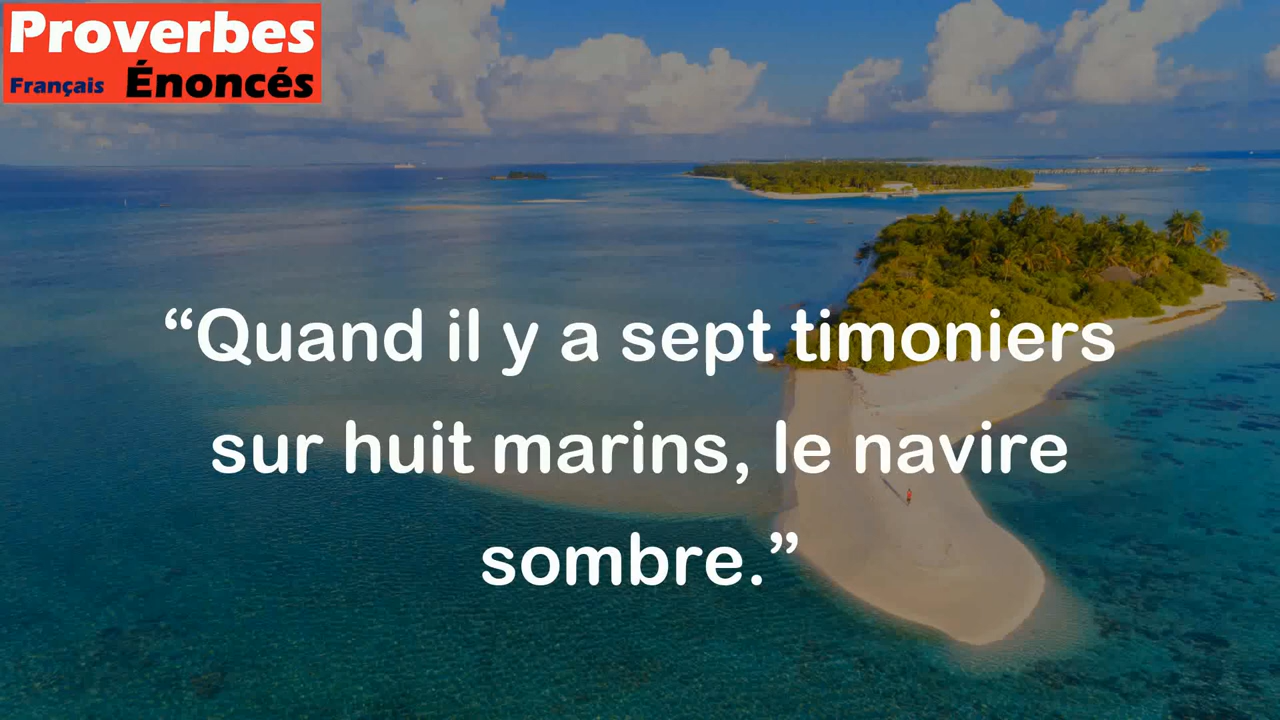 Proverbes
Français Énoncés
“Quand il y a sept timoniers
sur huit marins, le navire
sombre.”